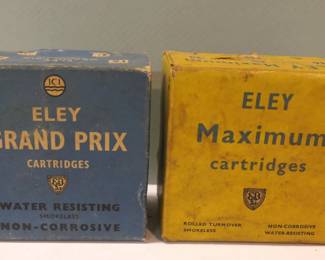 ICI
ELEY
GRAND PRIX
CARTRIDGES
WATER RESISTING
SMOKELESS
NON-CORROSIVE
ELEY
Maximum
cartridges
ROLLED TURNOVER
SMOKELESS
NON-CORROSIVE
WATER-RESISTING